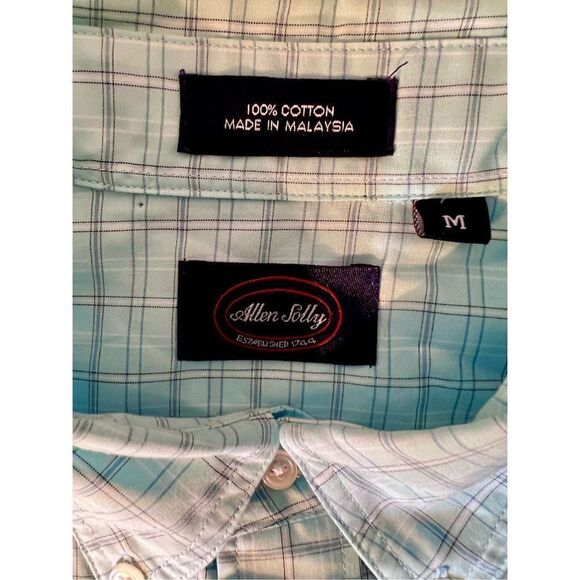 100% COTTON
MADE IN MALAYSIA
M
Allen Solly
ESTABLISHED 1744